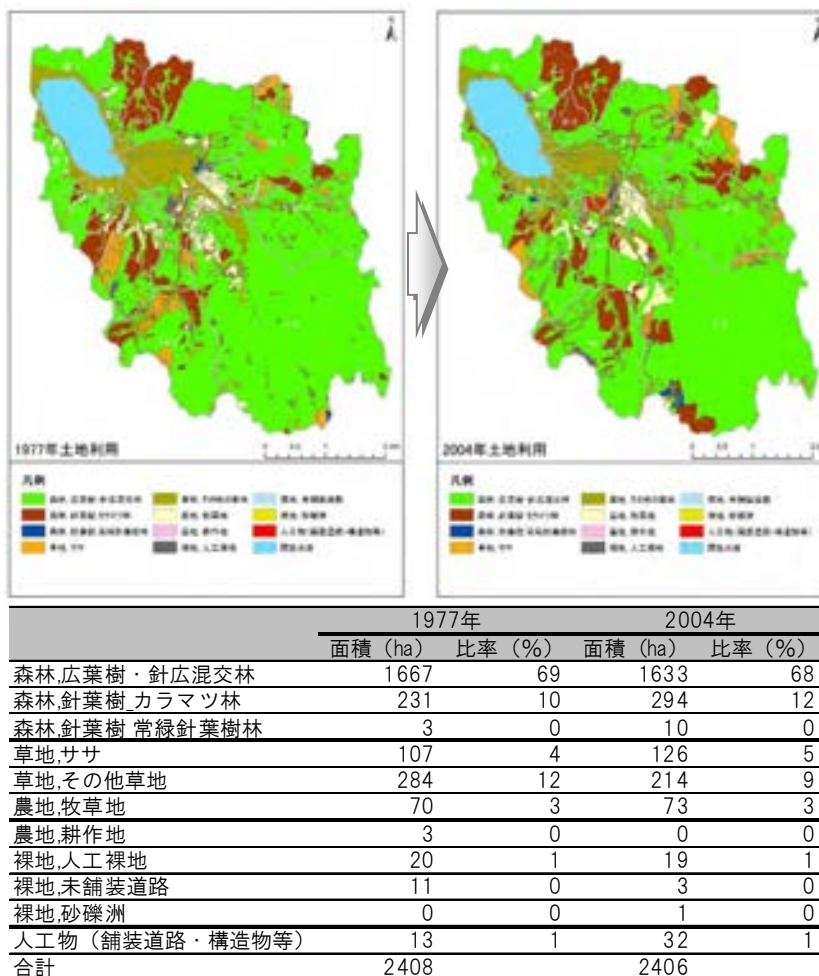 1977年土地利用
2004年土地利用
凡例
凡例
1977年 2004年
面積（ha） 比率（%） 面積（ha） 比率（%）
森林,広葉樹・針広混交林 1667 69 1633 68
森林,針葉樹_カラマツ林 231 10 294 12
森林,針葉樹 常緑針葉樹林 3 0 10 0
草地,ササ 107 4 126 5
草地,その他草地 284 12 214 9
農地,牧草地 70 3 73 3
農地,耕作地 3 0 0 0
裸地,人工裸地 20 1 19 1
裸地,未舗装道路 11 0 3 0
裸地,砂礫洲 0 0 1 0
人工物（舗装道路・構造物等） 13 1 32 1
合計 2408 2406